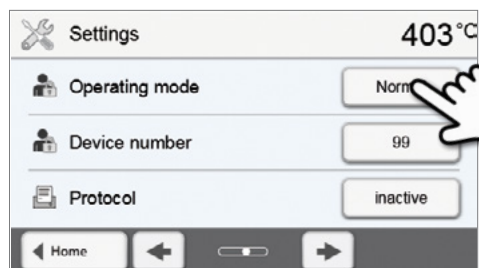 Settings 403°C
Operating mode
Device number 99
Protocol inactive
Home